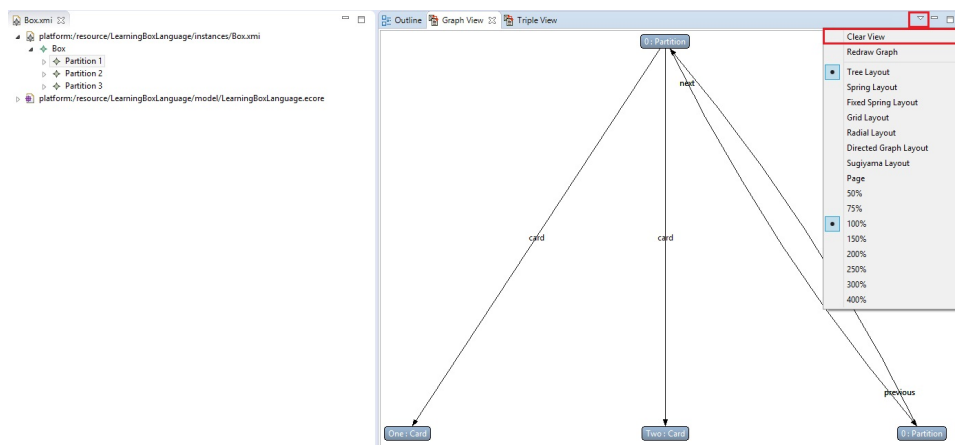 Box.xmi
platform:/resource/LearningBoxLanguage/instances/Box.xmi
Box
Partition 1
Partition 2
Partition 3
platform:/resource/LearningBoxLanguage/model/LearningBoxLanguage.ecore
Outline Graph View Triple View
0 : Partition
next
card
card
previous
One : Card
Two : Card
0 : Partition
Clear View
Redraw Graph
Tree Layout
Spring Layout
Fixed Spring Layout
Grid Layout
Radial Layout
Directed Graph Layout
Sugiyama Layout
Page
50%
75%
100%
150%
200%
250%
300%
400%